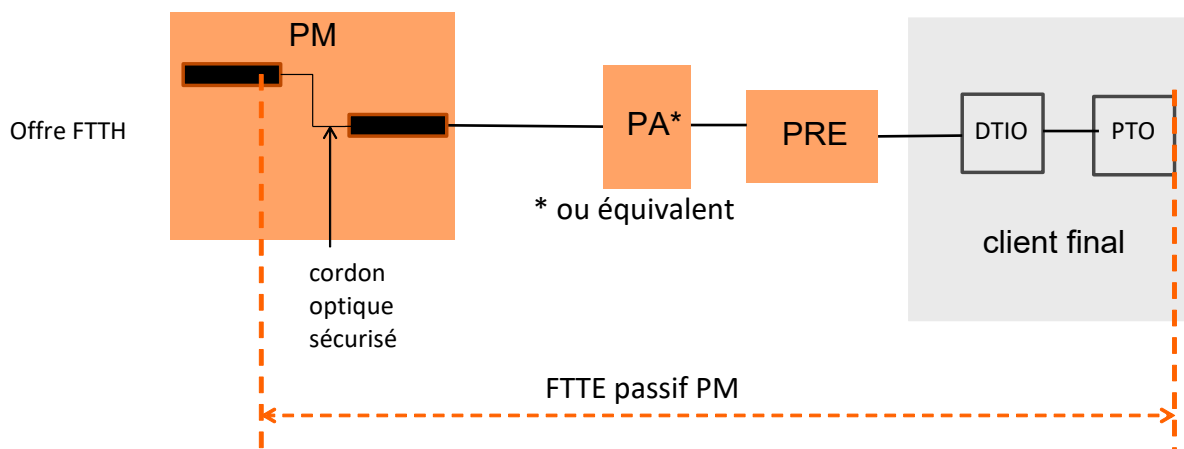 PM
Offre FTTH
PA*
PRE
DTIO
PTO
* ou équivalent
client final
cordon
optique
sécurisé
FTTE passif PM